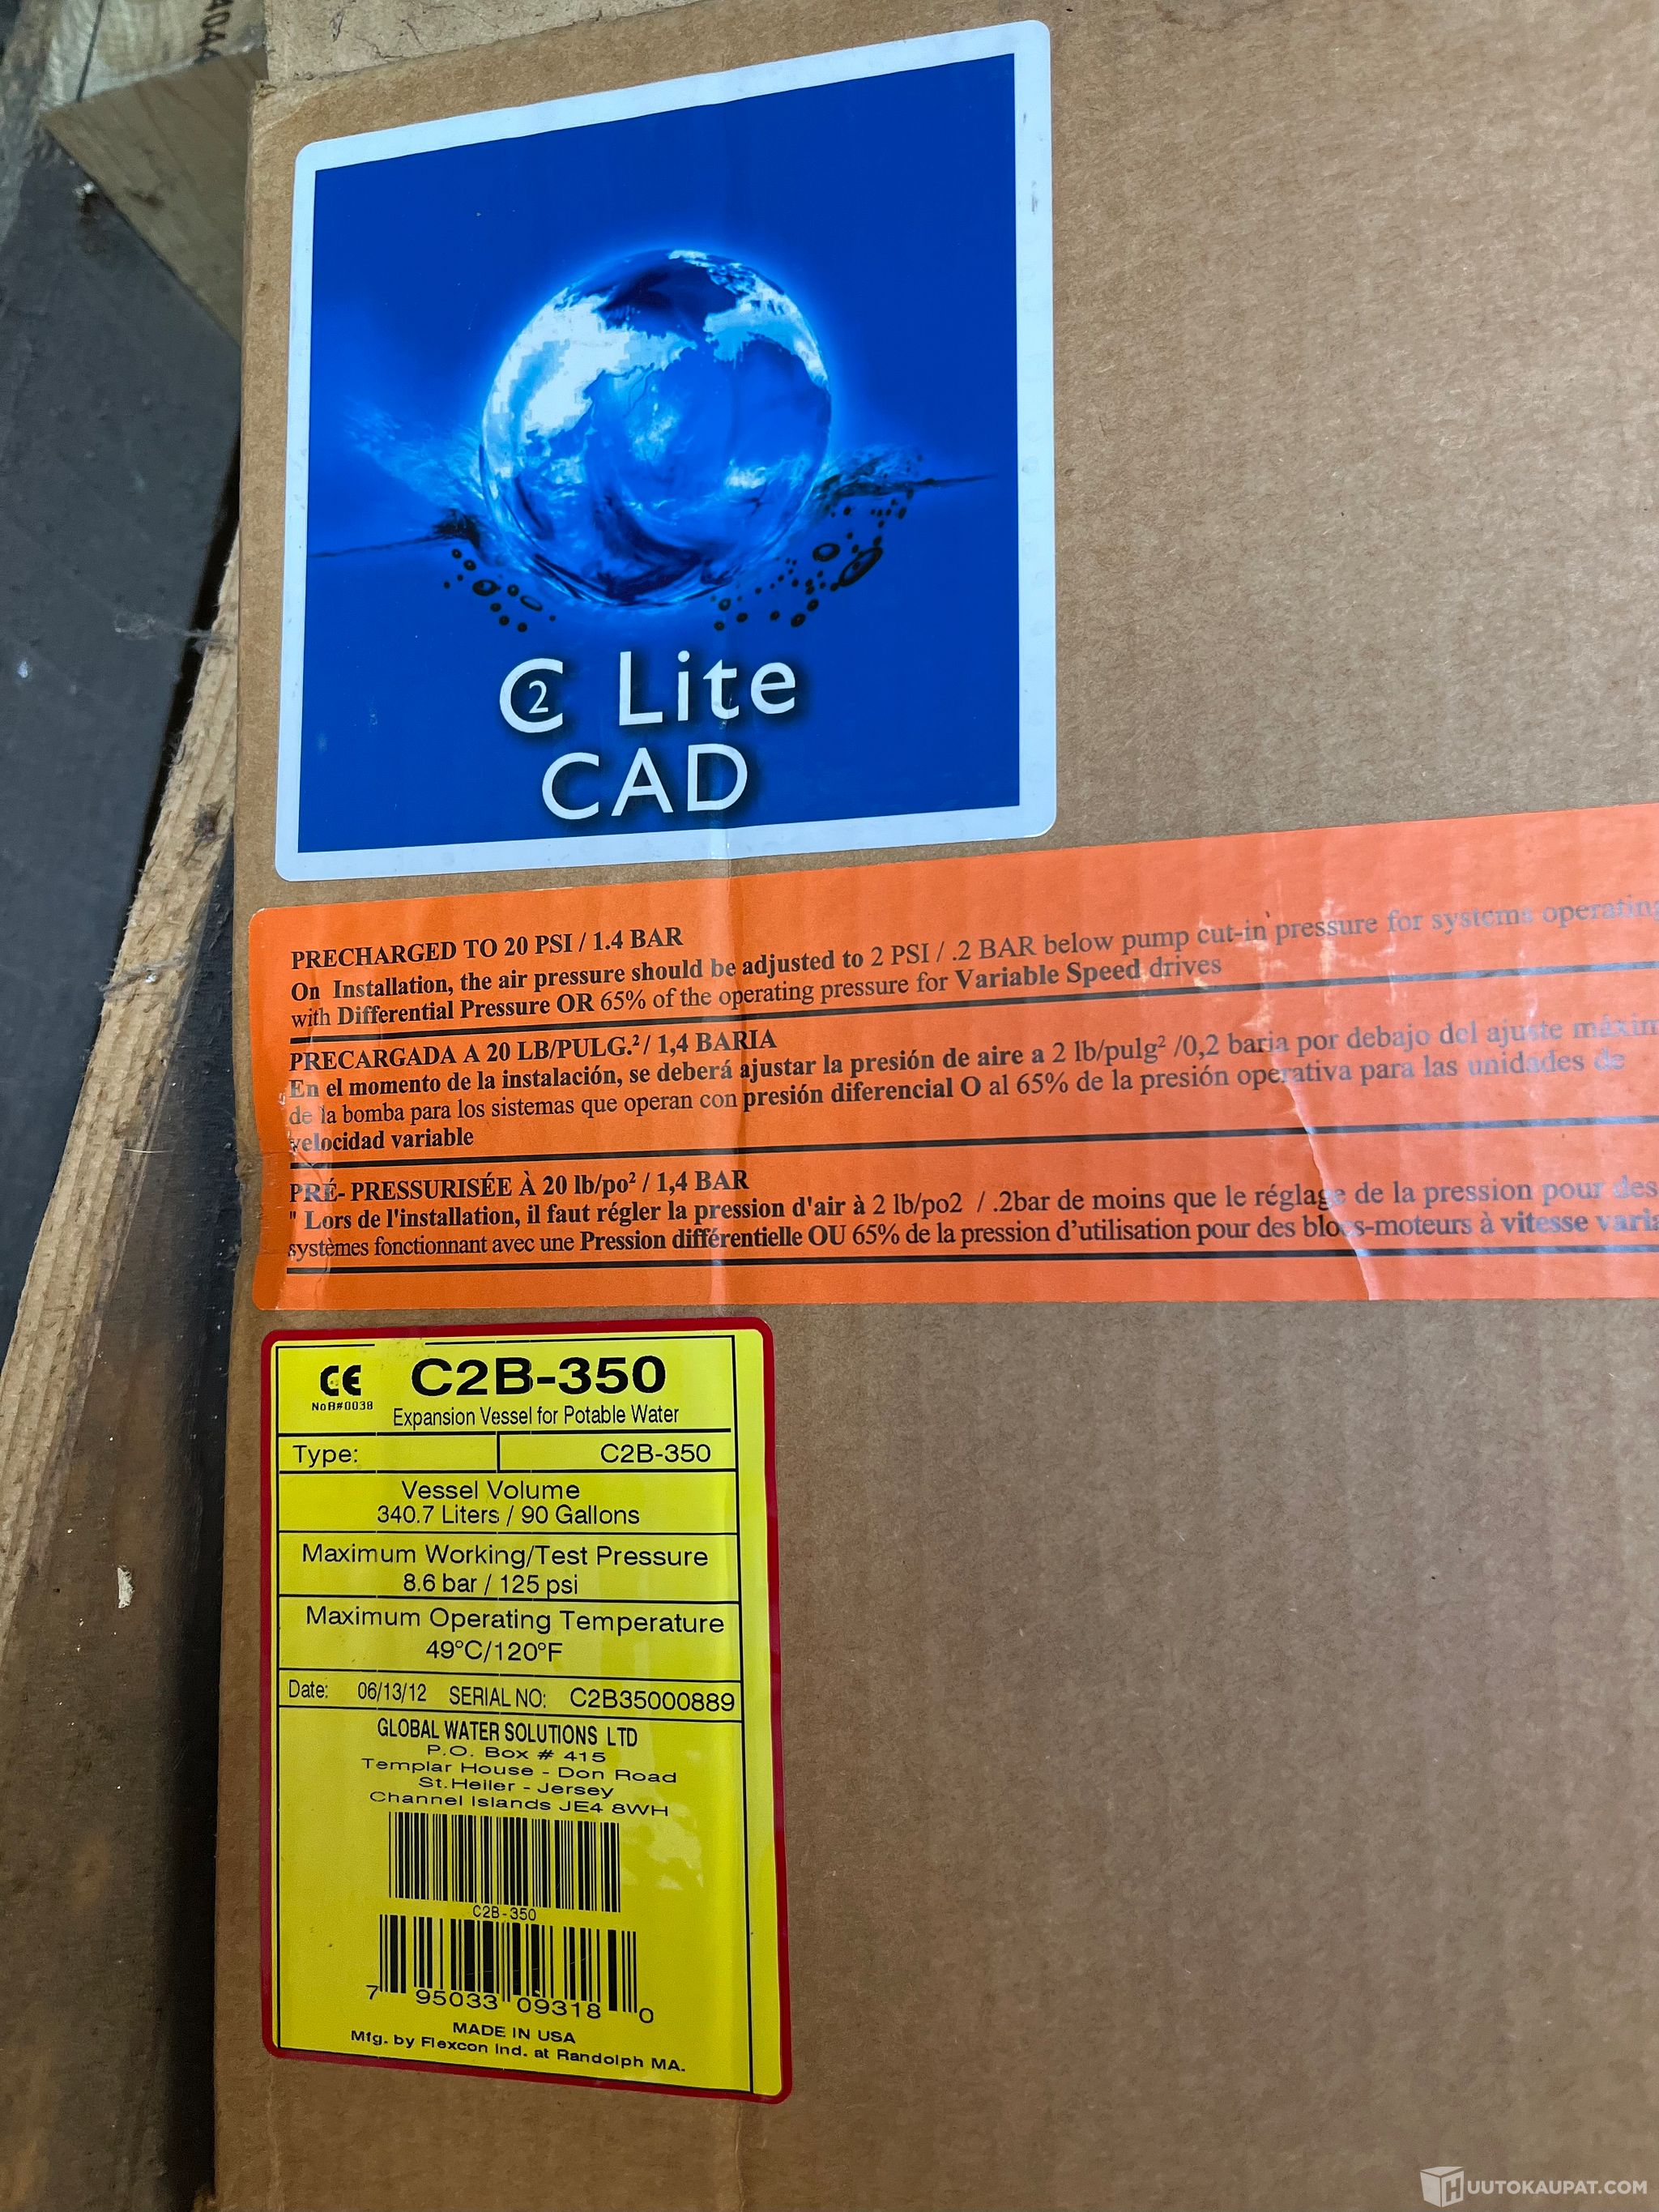 C2 Lite
CAD
PRECHARGED TO 20 PSI / 1.4 BAR
On Installation, the air pressure should be adjusted to 2 PSI / .2 BAR below pump cut-in pressure for systems operating
with Differential Pressure OR 65% of the operating pressure for Variable Speed drives
PRECARGADA A 20 LB/PULG.² / 1,4 BARIA
En el momento de la instalación, se deberá ajustar la presión de aire a 2 lb/pulg² /0,2 baria por debajo del ajuste máxim
de la bomba para los sistemas que operan con presión diferencial O al 65% de la presión operativa para las unidades de
velocidad variable
PRÉ- PRESSURISÉE À 20 lb/po² / 1,4 BAR
" Lors de l'installation, il faut régler la pression d'air à 2 lb/po2 / .2bar de moins que le réglage de la pression pour des
systèmes fonctionnant avec une Pression différentielle OU 65% de la pression d'utilisation pour des blocs-moteurs à vitesse varia
CE C2B-350
NoB#0038
Expansion Vessel for Potable Water
Type: C2B-350
Vessel Volume
340.7 Liters / 90 Gallons
Maximum Working/Test Pressure
8.6 bar / 125 psi
Maximum Operating Temperature
49°C/120°F
Date: 06/13/12 SERIAL NO: C2B35000889
GLOBAL WATER SOLUTIONS LTD
P.O. Box # 415
Templar House - Don Road
St.Helier - Jersey
Channel Islands JE4 8WH
C2B-350
7 95033 09318 0
MADE IN USA
Mfg. by Flexcon Ind. at Randolph MA.
HUUTOKAUPAT.COM